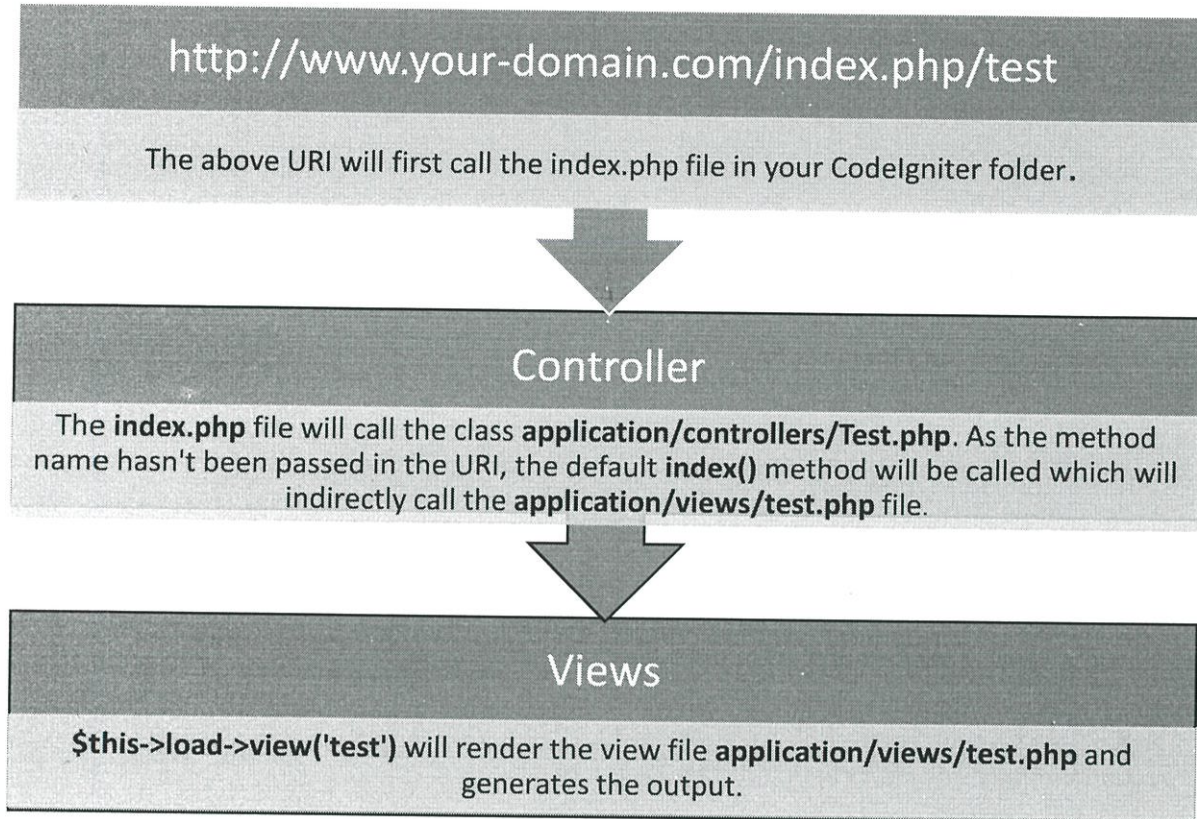 http://www.your-domain.com/index.php/test
The above URI will first call the index.php file in your CodeIgniter folder.
Controller
The index.php file will call the class application/controllers/Test.php. As the method
name hasn't been passed in the URI, the default index() method will be called which will
indirectly call the application/views/test.php file.
Views
$this->load->view('test') will render the view file application/views/test.php and
generates the output.